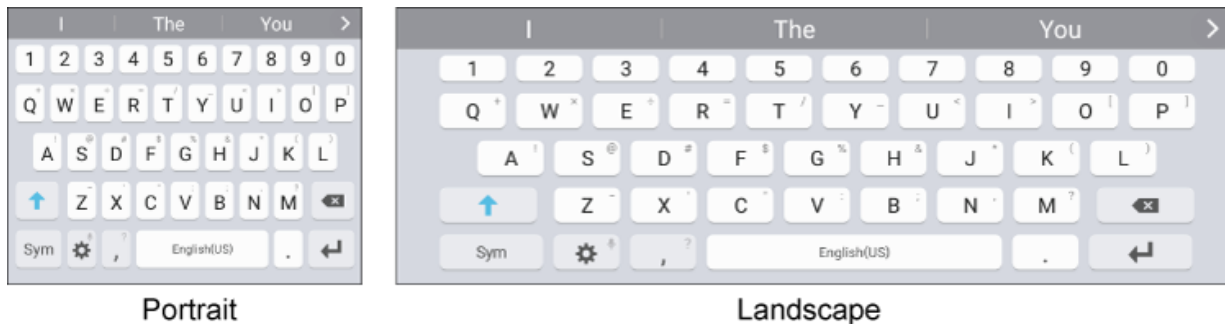 I The You >
1 2 3 4 5 6 7 8 9 0
Q + W × E ÷ R = T / Y _ U < I > O [ P ]
A ! S @ D # F $ G % H & J * K ( L )
Z - X ' C " V : B ; N , M ?
Sym , ? English(US) .
Portrait
I The You >
1 2 3 4 5 6 7 8 9 0
Q + W × E ÷ R = T / Y _ U < I > O [ P ]
A ! S @ D # F $ G % H & J * K ( L )
Z - X ' C " V : B ; N , M ?
Sym , ? English(US) .
Landscape